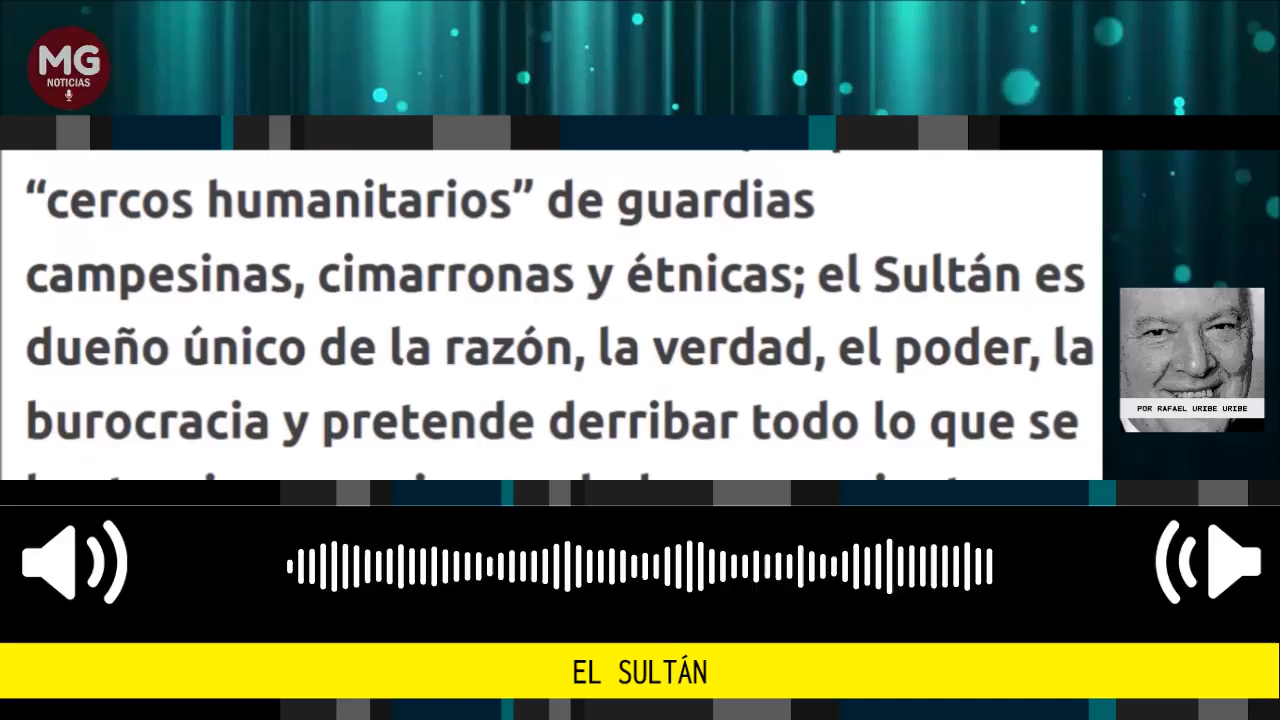 MG
NOTICIAS
“cercos humanitarios” de guardias
campesinas, cimarronas y étnicas; el Sultán es
dueño único de la razón, la verdad, el poder, la
burocracia y pretende derribar todo lo que se
POR RAFAEL URIBE URIBE
EL SULTÁN